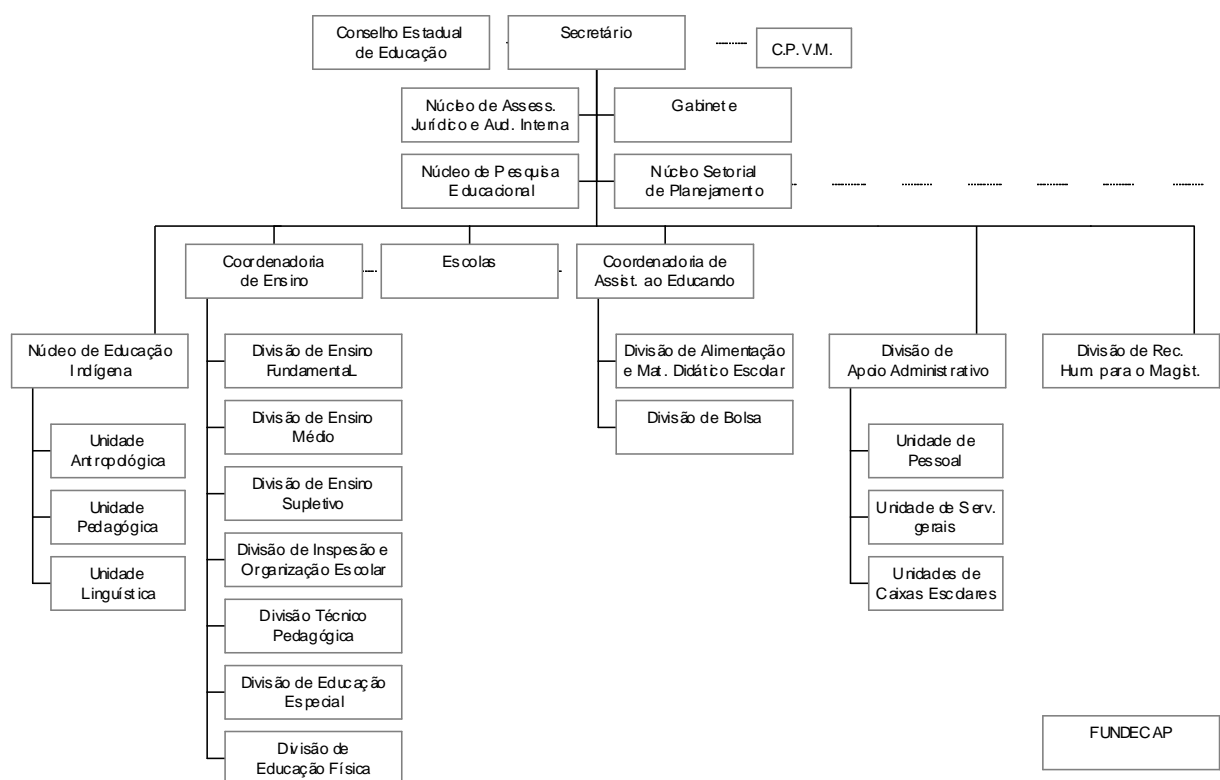 Conselho Estadual
de Educação
Secretário
C.P.V.M.
Núcleo de Assess.
Jurídico e Aud. Interna
Gabinete
Núcleo de Pesquisa
Educacional
Núcleo Setorial
de Planejamento
Coordenadoria
de Ensino
Escolas
Coordenadoria de
Assist. ao Educando
Núcleo de Educação
Indígena
Unidade
Antropológica
Unidade
Pedagógica
Unidade
Linguística
Divisão de Ensino
FundamentaL
Divisão de Ensino
Médio
Divisão de Ensino
Supletivo
Divisão de Inspesão e
Organização Escolar
Divisão Técnico
Pedagógica
Divisão de Educação
Especial
Divisão de
Educação Física
Divisão de Alimentação
e Mat. Didático Escolar
Divisão de Bolsa
Divisão de
Apoio Administrativo
Unidade de
Pessoal
Unidade de Serv.
gerais
Unidades de
Caixas Escolares
Divisão de Rec.
Hum. para o Magist.
FUNDECAP